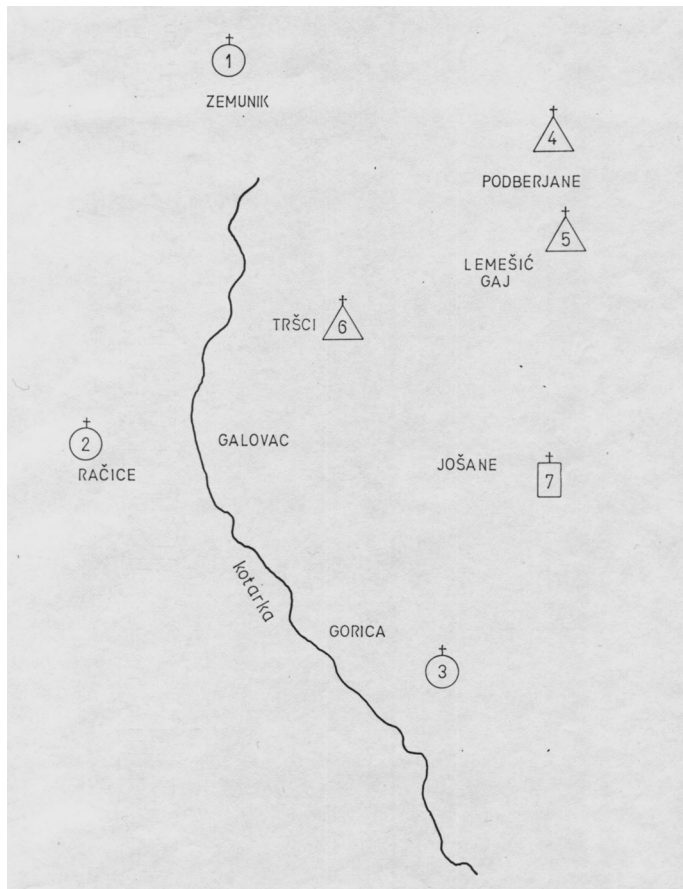 1
ZEMUNIK
4
PODBERJANE
5
LEMEŠIĆ
GAJ
TRŠCI
6
2
RAČICE
GALOVAC
JOŠANE
7
kotarka
GORICA
3